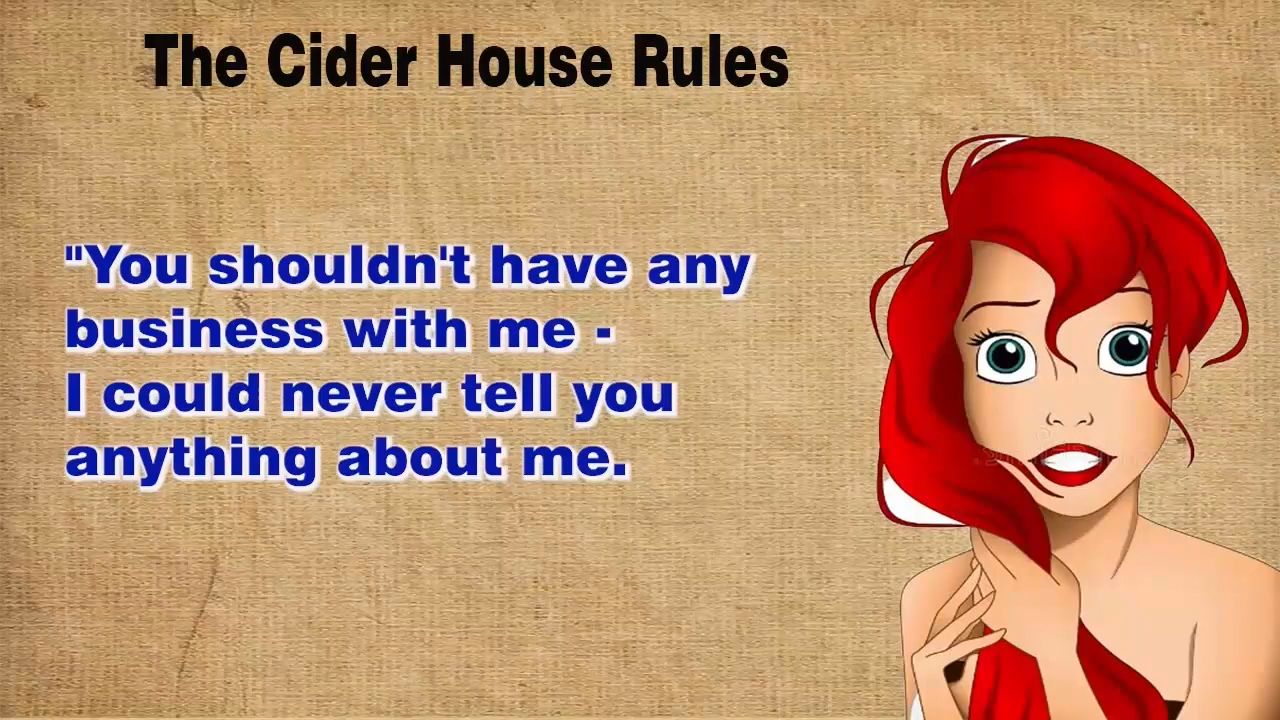 The Cider House Rules
"You shouldn't have any
business with me -
I could never tell you
anything about me.